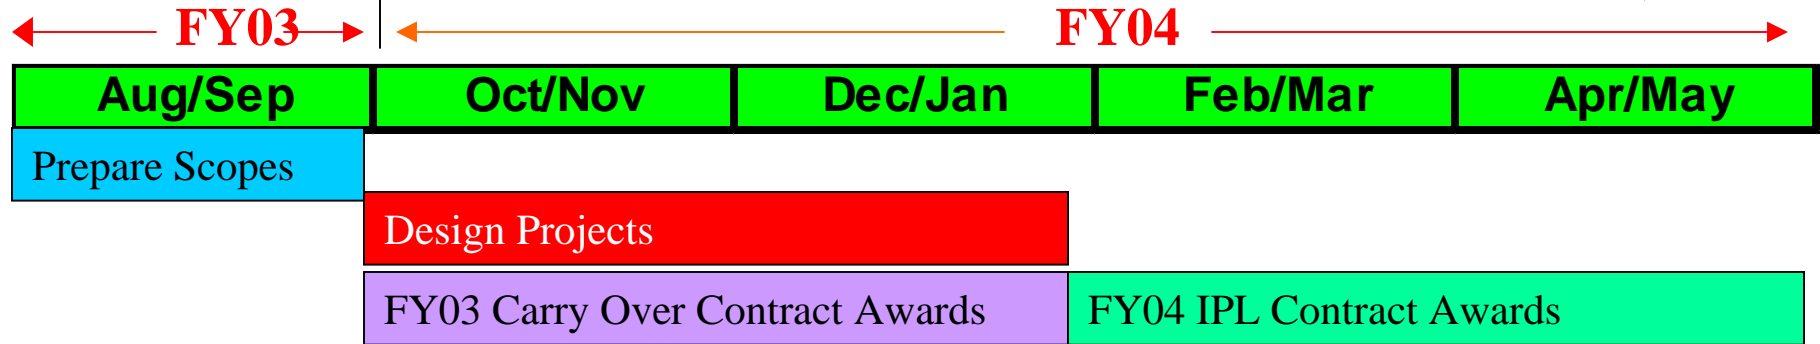 FY03 FY04
Aug/Sep Oct/Nov Dec/Jan Feb/Mar Apr/May
Prepare Scopes
Design Projects
FY03 Carry Over Contract Awards FY04 IPL Contract Awards